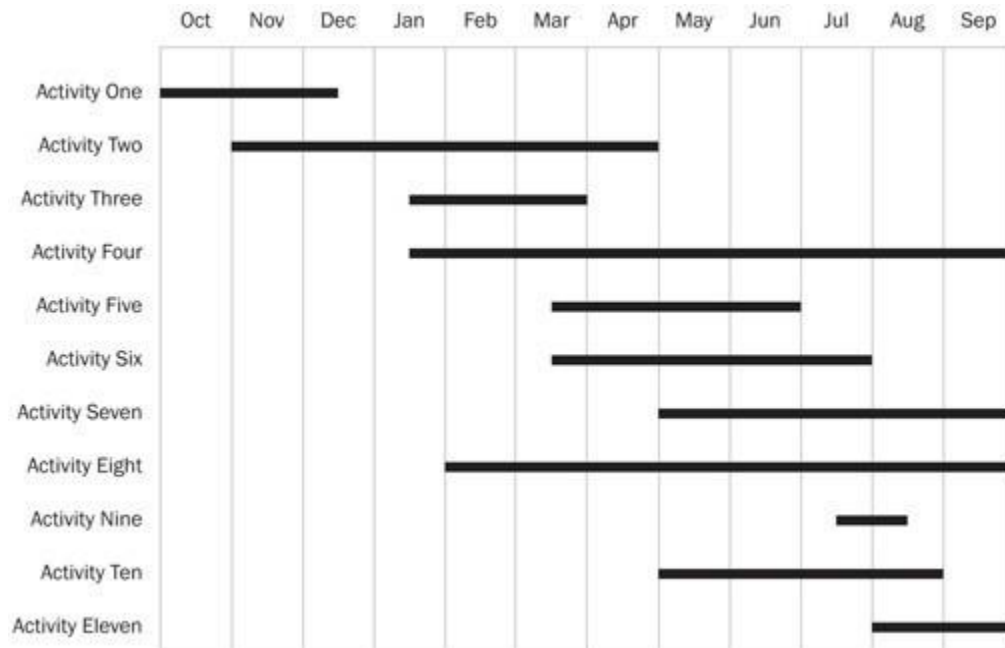 Oct Nov Dec Jan Feb Mar Apr May Jun Jul Aug Sep
Activity One
Activity Two
Activity Three
Activity Four
Activity Five
Activity Six
Activity Seven
Activity Eight
Activity Nine
Activity Ten
Activity Eleven